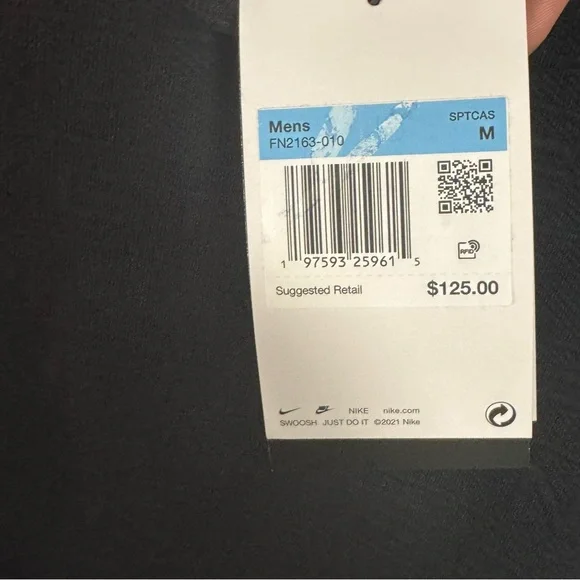 Mens SPTCAS
FN2163-010 M
1 97593 25961 5
RFID
Suggested Retail $125.00
NIKE nike.com
SWOOSH JUST DO IT ©2021 Nike